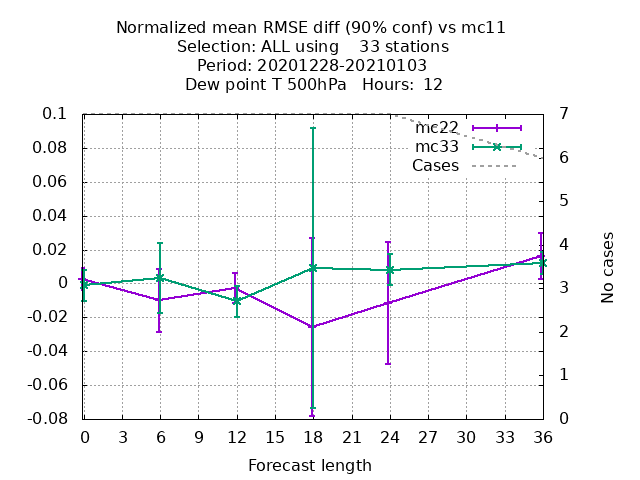 Normalized mean RMSE diff (90% conf) vs mc11
Selection: ALL using    33 stations
Period: 20201228-20210103
Dew point T 500hPa   Hours:  12
0.1
0.08
0.06
0.04
0.02
0
-0.02
-0.04
-0.06
-0.08
mc22
mc33
Cases
7
6
5
4
3
2
1
0
No cases
0 3 6 9 12 15 18 21 24 27 30 33 36
Forecast length